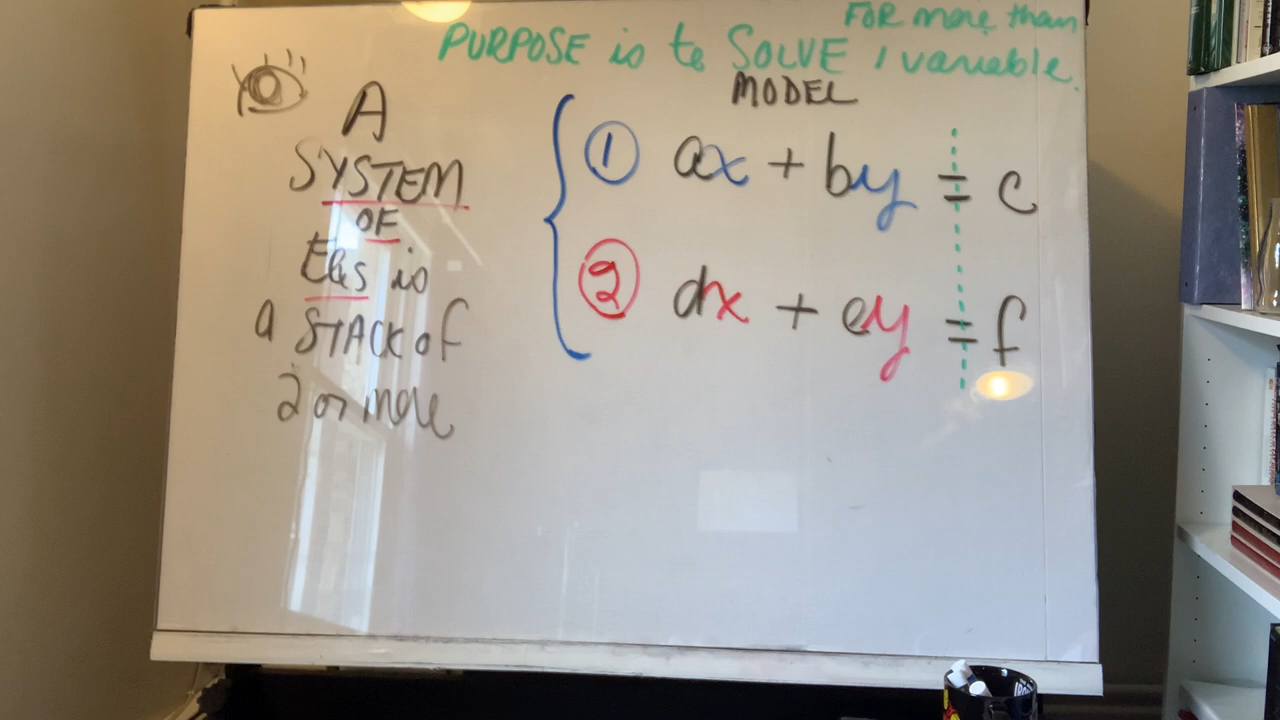 FOR more than
PURPOSE is to SOLVE 1 variable.
MODEL
A
SYSTEM
OF
EQS is
a STACK of
2 or more
1 ax + by = c
2 dx + ey = f